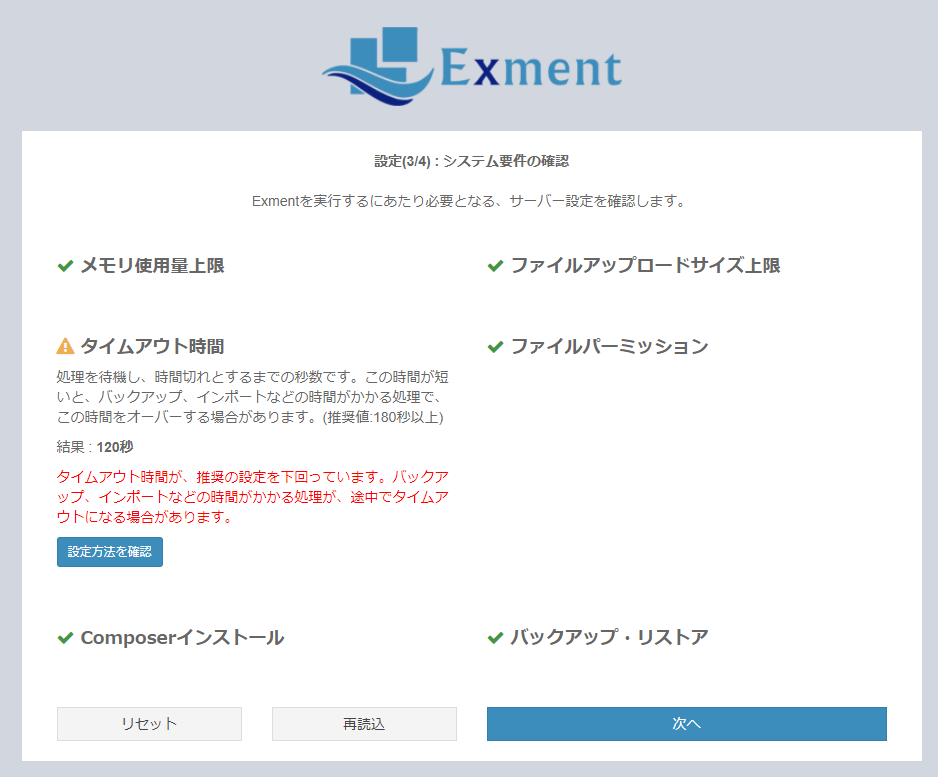 Exment
設定(3/4) : システム要件の確認
Exmentを実行するにあたり必要となる、サーバー設定を確認します。
メモリ使用量上限
ファイルアップロードサイズ上限
タイムアウト時間
処理を待機し、時間切れとするまでの秒数です。この時間が短
いと、バックアップ、インポートなどの時間がかかる処理で、
この時間をオーバーする場合があります。(推奨値:180秒以上)
結果 : 120秒
タイムアウト時間が、推奨の設定を下回っています。バックア
ップ、インポートなどの時間がかかる処理が、途中でタイムア
ウトになる場合があります。
設定方法を確認
ファイルパーミッション
Composerインストール
バックアップ・リストア
リセット
再読込
次へ